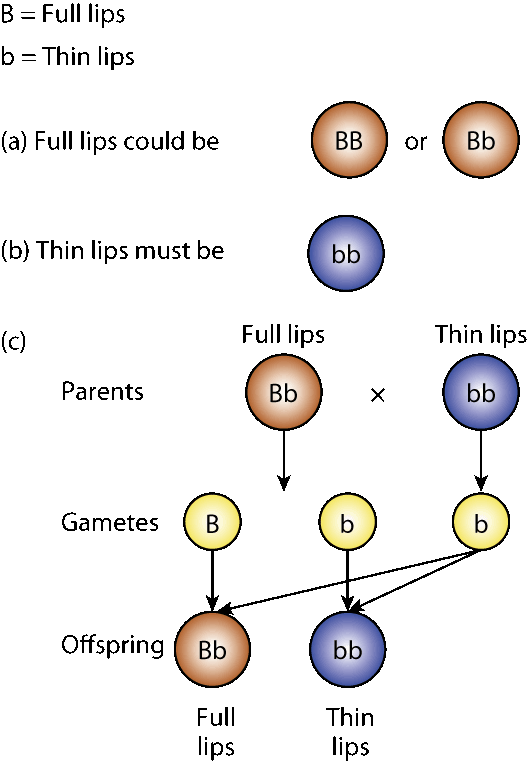 B = Full lips
b = Thin lips
(a) Full lips could be BB or Bb
(b) Thin lips must be bb
(c)
Full lips Thin lips
Parents Bb × bb
Gametes B b b
Offspring Bb bb
Full lips
Thin lips